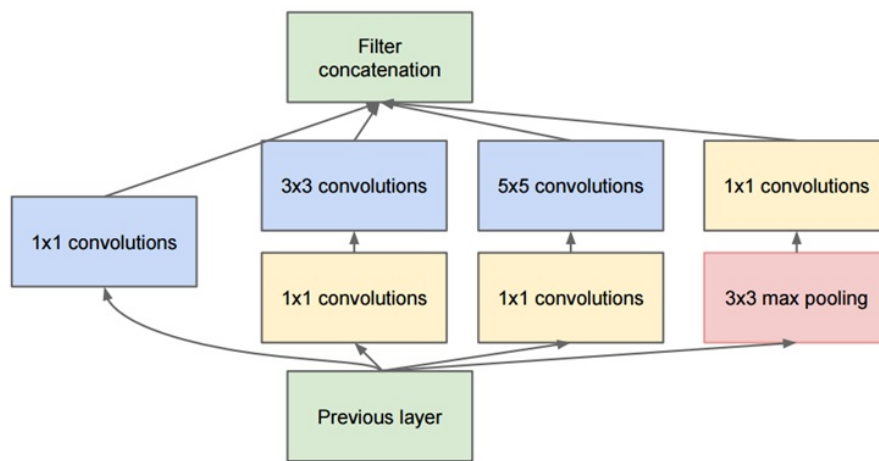 Filter
concatenation
3x3 convolutions
5x5 convolutions
1x1 convolutions
1x1 convolutions
1x1 convolutions
1x1 convolutions
3x3 max pooling
Previous layer